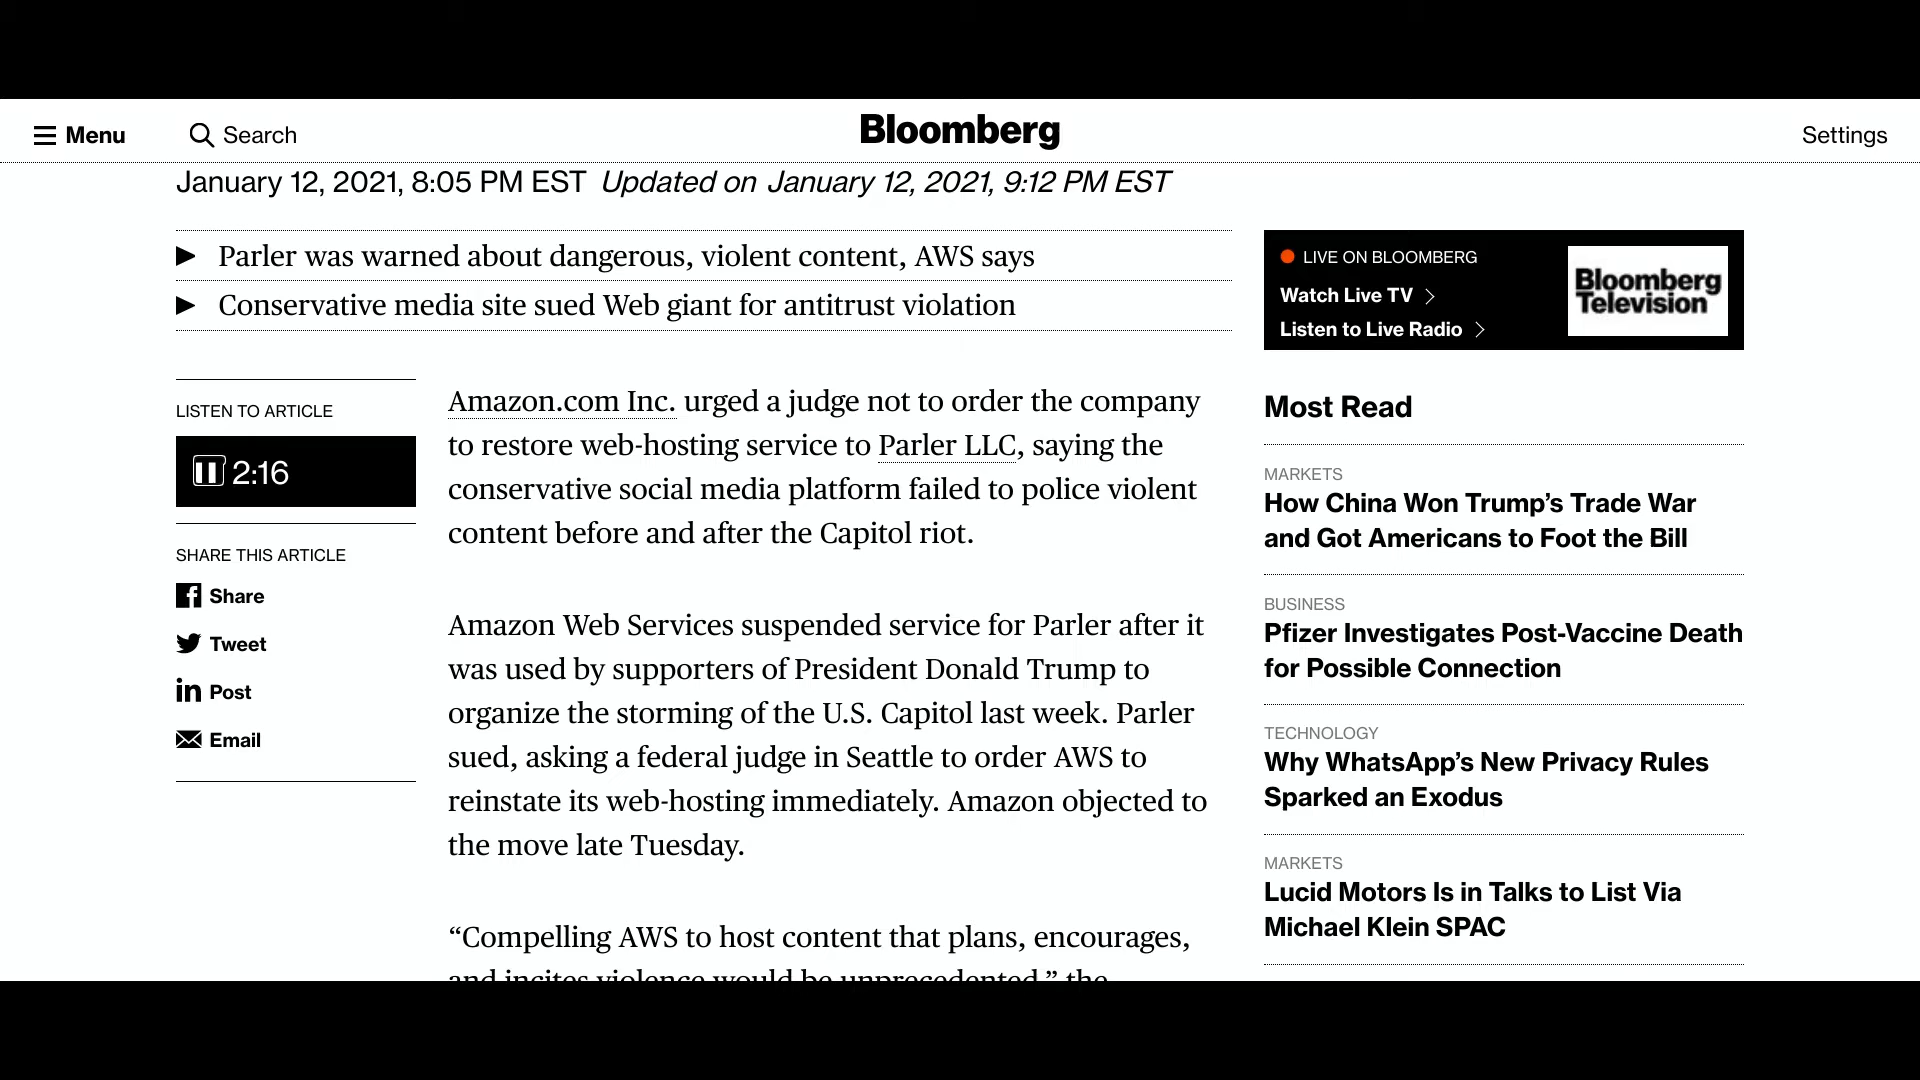 Menu
Search
Bloomberg
Settings
January 12, 2021, 8:05 PM EST Updated on January 12, 2021, 9:12 PM EST
Parler was warned about dangerous, violent content, AWS says
Conservative media site sued Web giant for antitrust violation
LISTEN TO ARTICLE
2:16
SHARE THIS ARTICLE
Share
Tweet
Post
Email
Amazon.com Inc. urged a judge not to order the company
to restore web-hosting service to Parler LLC, saying the
conservative social media platform failed to police violent
content before and after the Capitol riot.
Amazon Web Services suspended service for Parler after it
was used by supporters of President Donald Trump to
organize the storming of the U.S. Capitol last week. Parler
sued, asking a federal judge in Seattle to order AWS to
reinstate its web-hosting immediately. Amazon objected to
the move late Tuesday.
“Compelling AWS to host content that plans, encourages,
and incites violence would be unprecedented,” the
LIVE ON BLOOMBERG
Watch Live TV
Listen to Live Radio
Bloomberg
Television
Most Read
MARKETS
How China Won Trump’s Trade War
and Got Americans to Foot the Bill
BUSINESS
Pfizer Investigates Post-Vaccine Death
for Possible Connection
TECHNOLOGY
Why WhatsApp’s New Privacy Rules
Sparked an Exodus
MARKETS
Lucid Motors Is in Talks to List Via
Michael Klein SPAC